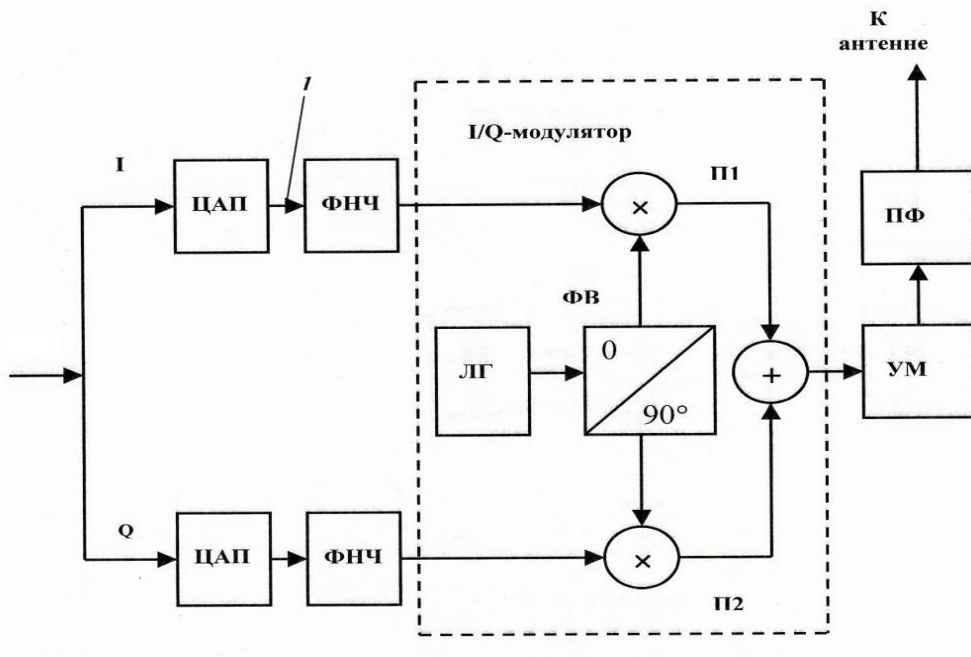 К
антенне
1
I/Q-модулятор
I
П1
ЦАП
ФНЧ
×
ПФ
ФВ
0
ЛГ
90°
+
УМ
Q
ЦАП
ФНЧ
×
П2